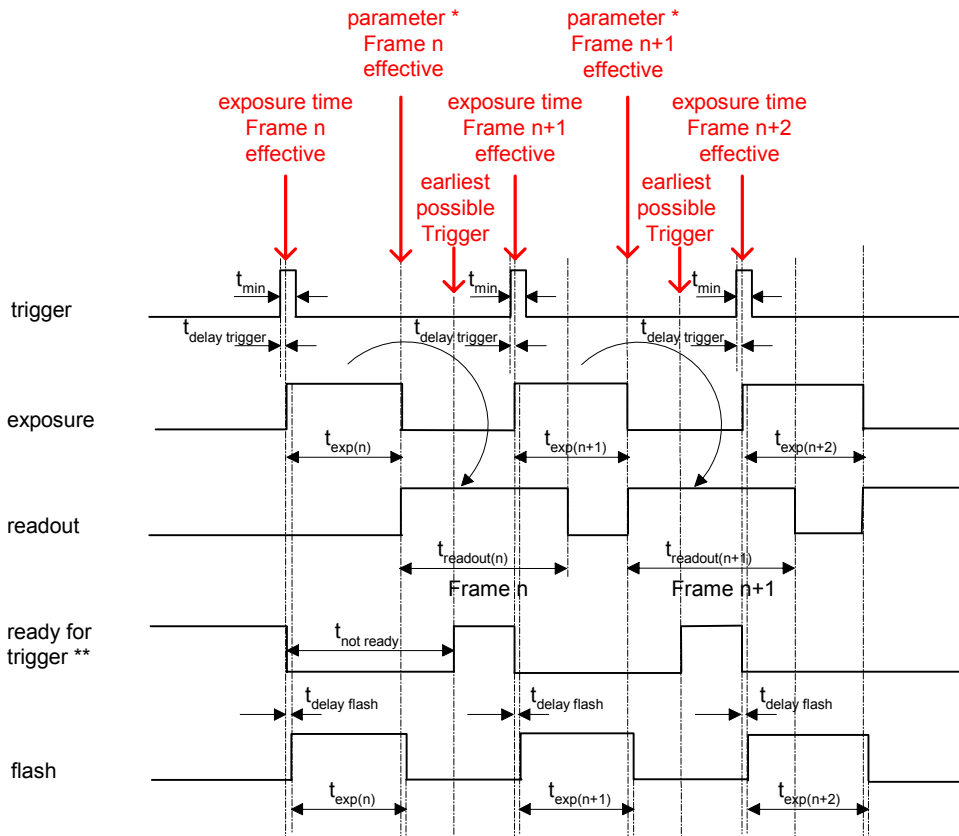 parameter *
Frame n
effective
parameter *
Frame n+1
effective
exposure time
Frame n
effective
exposure time
Frame n+1
effective
exposure time
Frame n+2
effective
earliest
possible
Trigger
earliest
possible
Trigger
trigger
tmin
tmin
tmin
tdelay trigger
tdelay trigger
tdelay trigger
exposure
texp(n)
texp(n+1)
texp(n+2)
readout
treadout(n)
treadout(n+1)
Frame n
Frame n+1
ready for
trigger **
tnot ready
tdelay flash
tdelay flash
tdelay flash
flash
texp(n)
texp(n+1)
texp(n+2)